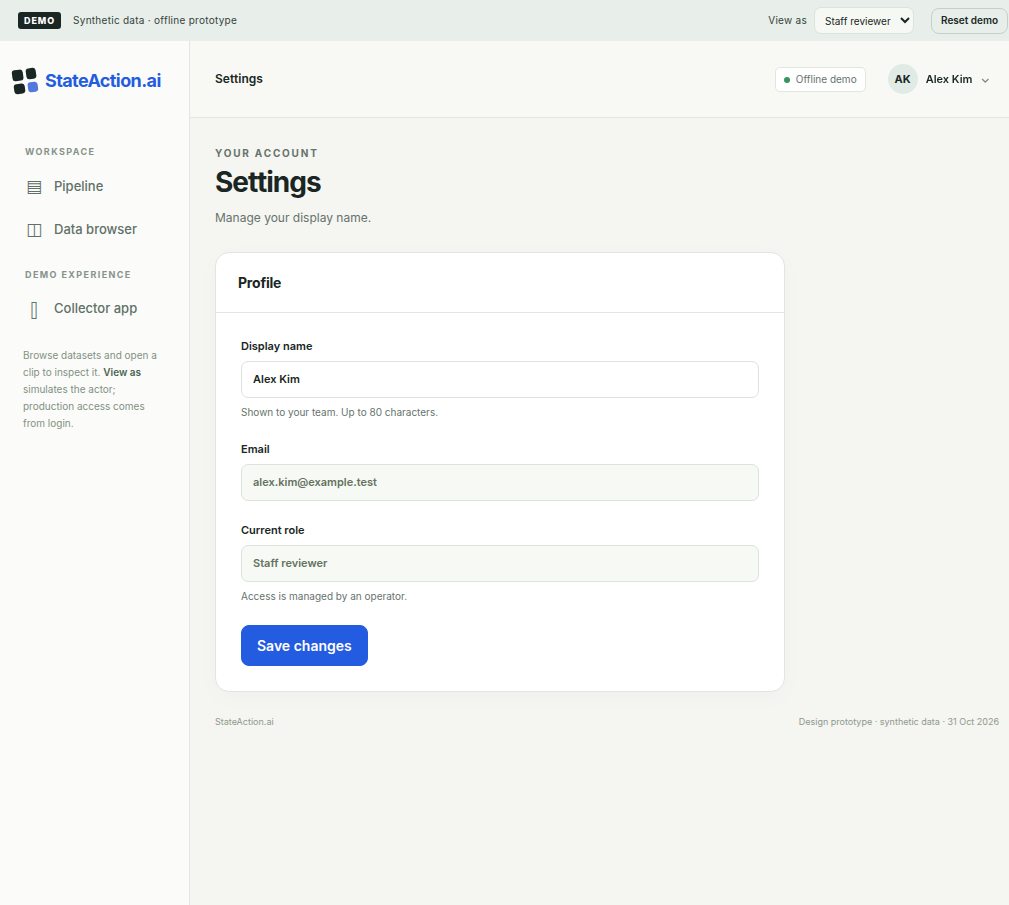 DEMO Synthetic data · offline prototype View as Staff reviewer Reset demo
StateAction.ai
Settings Offline demo AK Alex Kim
WORKSPACE
Pipeline
Data browser
DEMO EXPERIENCE
Collector app
Browse datasets and open a
clip to inspect it. View as
simulates the actor;
production access comes
from login.
YOUR ACCOUNT
Settings
Manage your display name.
Profile
Display name
Alex Kim
Shown to your team. Up to 80 characters.
Email
alex.kim@example.test
Current role
Staff reviewer
Access is managed by an operator.
Save changes
StateAction.ai Design prototype · synthetic data · 31 Oct 2026